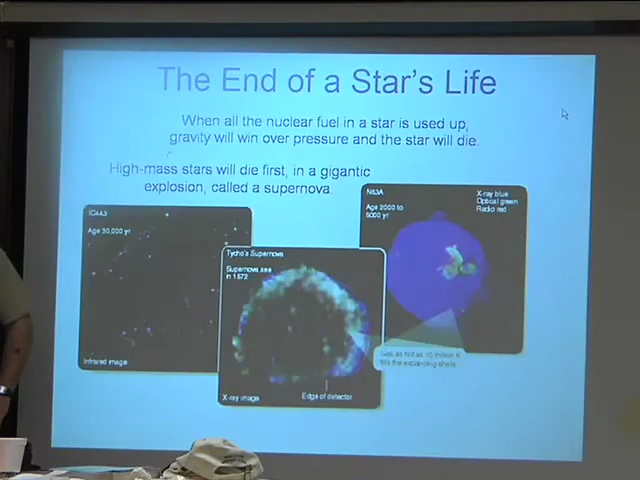 The End of a Star's Life
When all the nuclear fuel in a star is used up,
gravity will win over pressure and the star will die.
High-mass stars will die first, in a gigantic
explosion, called a supernova.
IC443
Age 30,000 yr
Infrared image
Tycho's Supernova
Supernova seen
in 1572
X-ray image
Edge of detector
N63A
Age 2000 to
5000 yr
X-ray blue
Optical green
Radio red
Gas as hot as 10 million K
fills the expanding shells